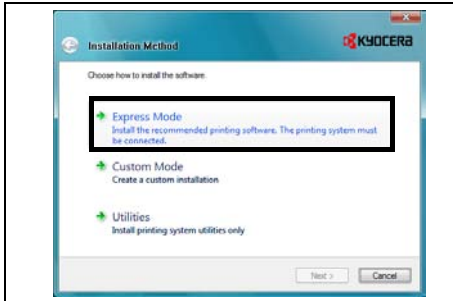 Installation Method
KYOCERA
Choose how to install the software
Express Mode
Install the recommended printing software. The printing system must
be connected.
Custom Mode
Create a custom installation
Utilities
Install printing system utilities only
Next >
Cancel